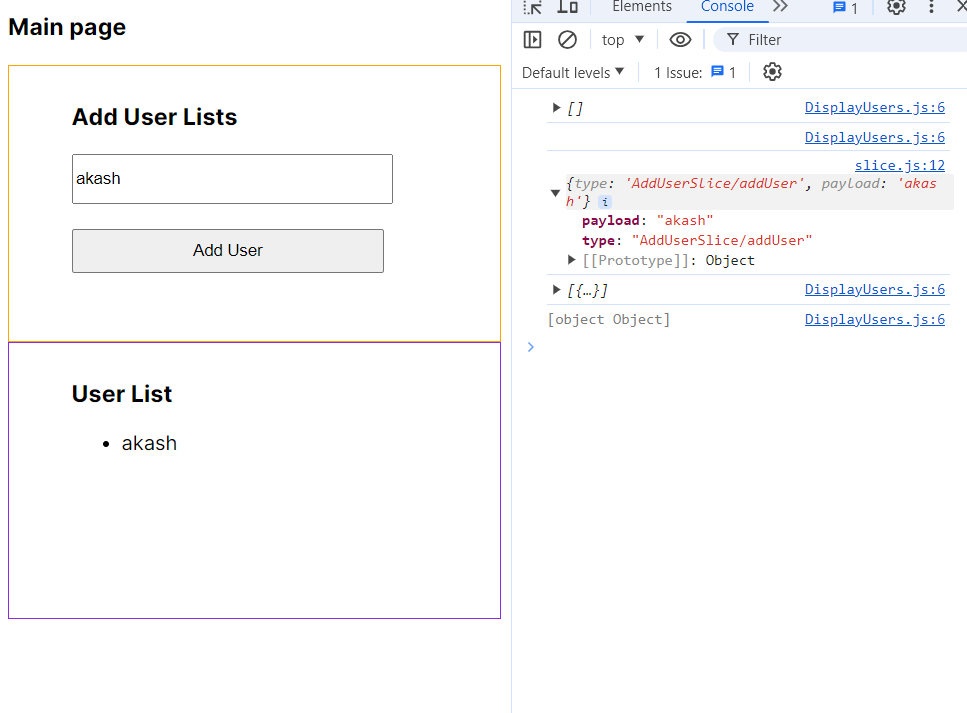 Main page
Add User Lists
akash
Add User
User List
• akash
Elements Console 1
top Filter
Default levels 1 Issue: 1
[] DisplayUsers.js:6
DisplayUsers.js:6
slice.js:12
{type: 'AddUserSlice/addUser', payload: 'akas
h'} i
payload: "akash"
type: "AddUserSlice/addUser"
[[Prototype]]: Object
[{…}] DisplayUsers.js:6
[object Object] DisplayUsers.js:6